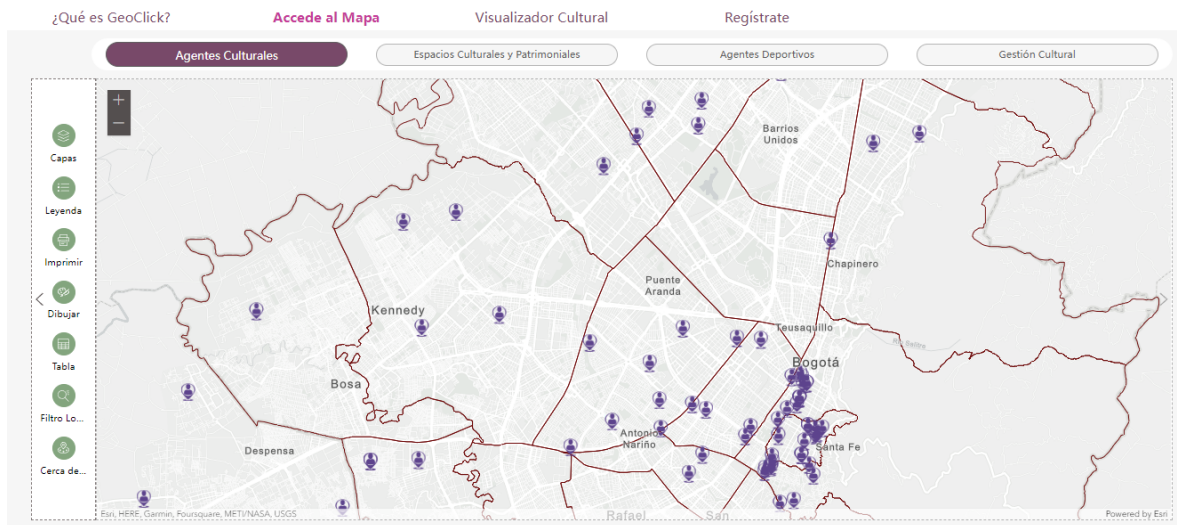 ¿Qué es GeoClick? Accede al Mapa Visualizador Cultural Regístrate
Agentes Culturales Espacios Culturales y Patrimoniales Agentes Deportivos Gestión Cultural
+
−
Capas
Leyenda
Imprimir
Dibujar
Tabla
Filtro Lo...
Cerca de...
Barrios
Unidos
Chapinero
Puente
Aranda
Kennedy
Teusaquillo
Río Salitre
Bogotá
Bosa
Antonio
Nariño
Santa Fe
Despensa
Rafael San
Esri, HERE, Garmin, Foursquare, METI/NASA, USGS
Powered by Esri